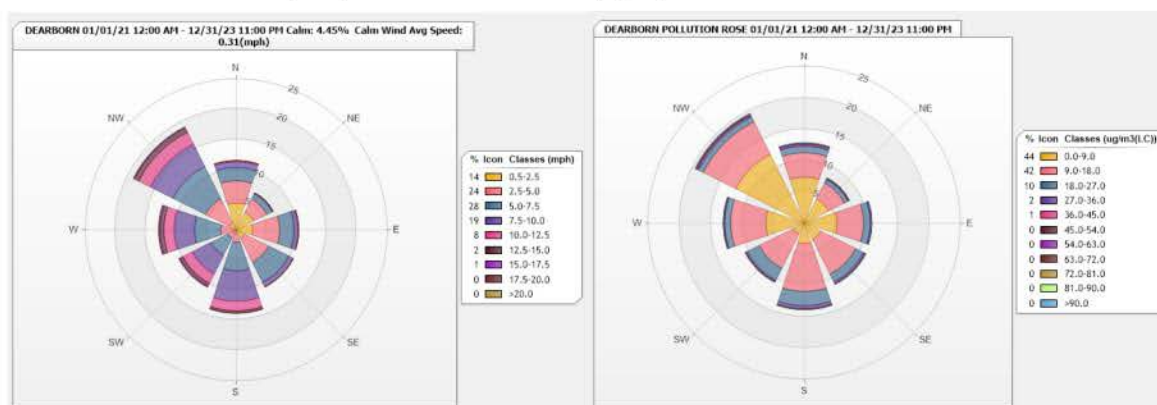 DEARBORN 01/01/21 12:00 AM - 12/31/23 11:00 PM Calm: 4.45% Calm Wind Avg Speed:
0.31(mph)
N
NE
E
SE
S
SW
W
NW
5
10
15
20
25
% Icon Classes (mph)
14 0.5-2.5
24 2.5-5.0
28 5.0-7.5
19 7.5-10.0
8 10.0-12.5
2 12.5-15.0
1 15.0-17.5
0 17.5-20.0
0 >20.0
DEARBORN POLLUTION ROSE 01/01/21 12:00 AM - 12/31/23 11:00 PM
N
NE
E
SE
S
SW
W
NW
5
10
15
20
25
% Icon Classes (ug/m3(LC))
44 0.0-9.0
42 9.0-18.0
10 18.0-27.0
2 27.0-36.0
1 36.0-45.0
0 45.0-54.0
0 54.0-63.0
0 63.0-72.0
0 72.0-81.0
0 81.0-90.0
0 >90.0